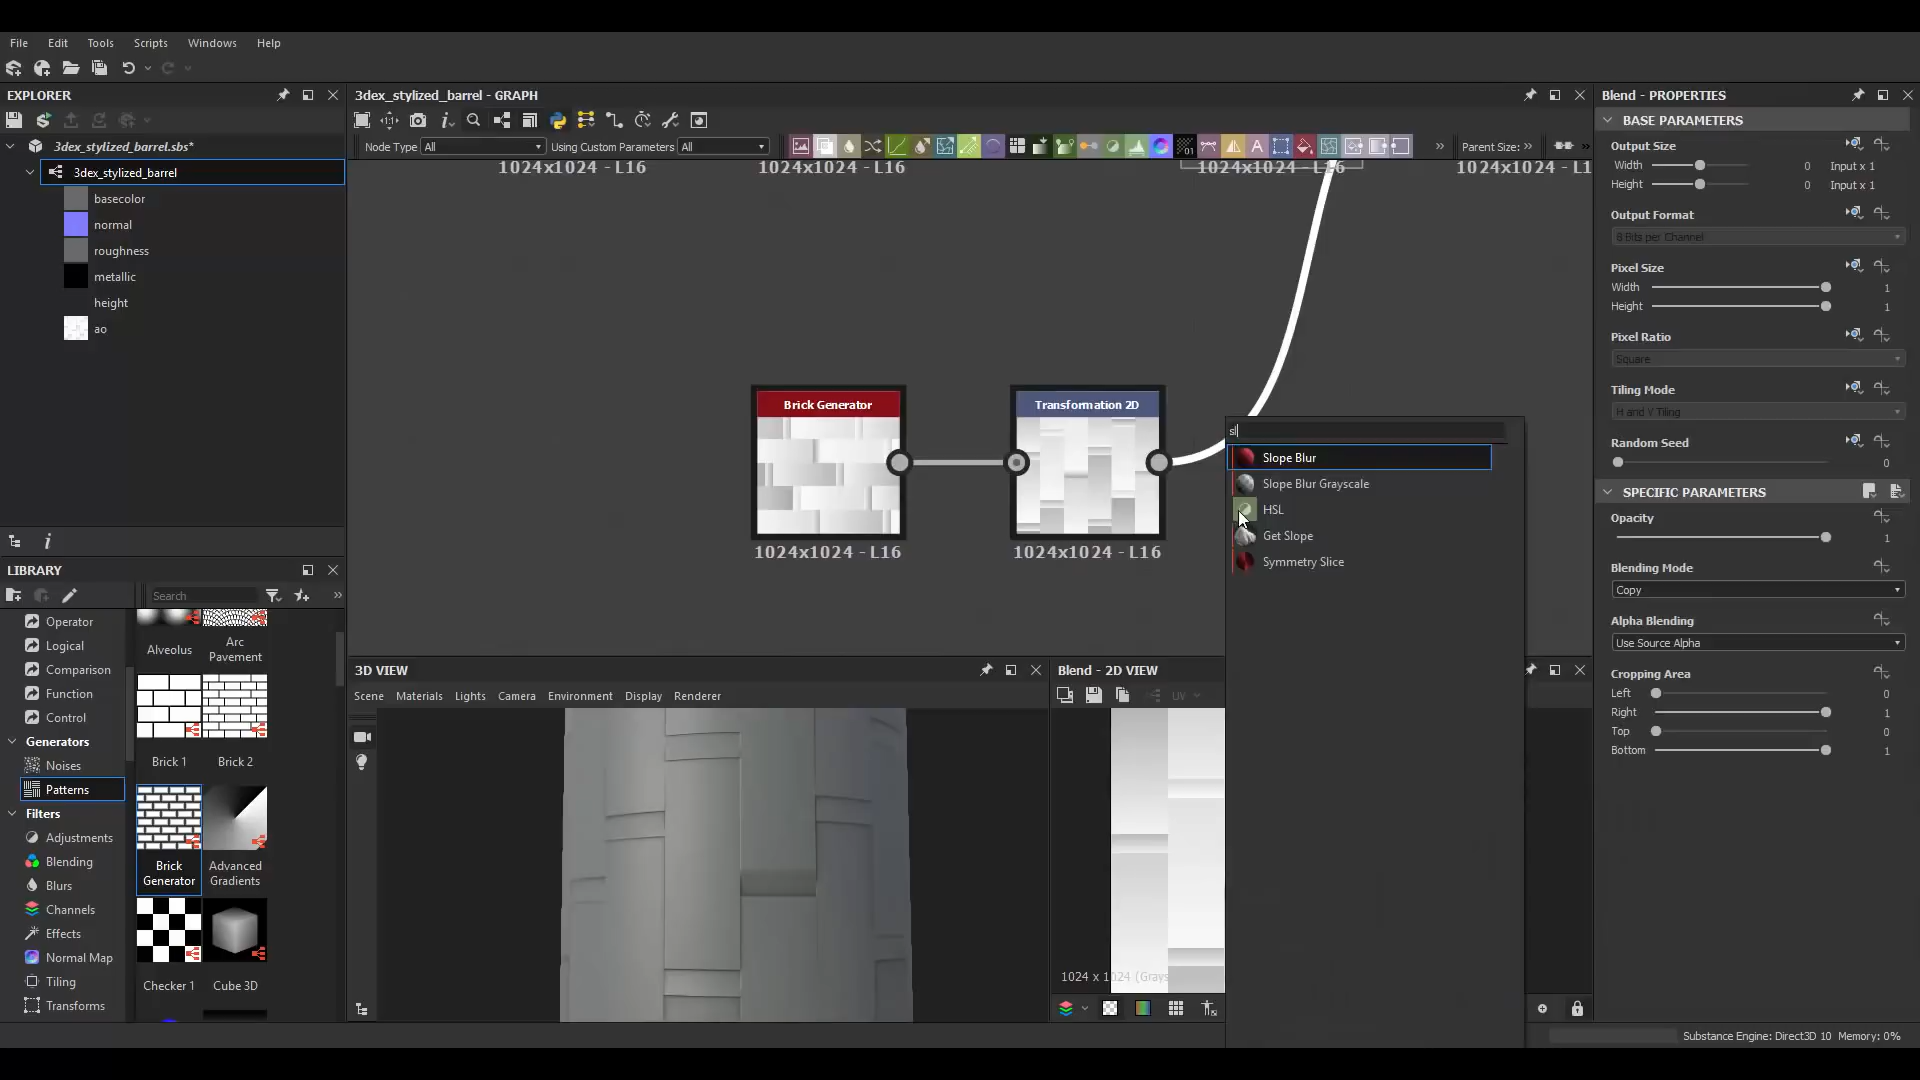 File Edit Tools Scripts Windows Help
EXPLORER
3dex_stylized_barrel.sbs*
3dex_stylized_barrel
basecolor
normal
roughness
metallic
height
ao
LIBRARY
Search
Operator
Logical
Comparison
Function
Control
Generators
Noises
Patterns
Filters
Adjustments
Blending
Blurs
Channels
Effects
Normal Map
Tiling
Transforms
Alveolus
Arc
Pavement
Brick 1
Brick 2
Brick
Generator
Advanced
Gradients
Checker 1
Cube 3D
3dex_stylized_barrel - GRAPH
Node Type All Using Custom Parameters All Parent Size:
1024x1024 - L16
1024x1024 - L16
1024x1024 - L16
1024x1024 - L1
Brick Generator
1024x1024 - L16
Transformation 2D
1024x1024 - L16
sl
Slope Blur
Slope Blur Grayscale
HSL
Get Slope
Symmetry Slice
3D VIEW
Scene Materials Lights Camera Environment Display Renderer
Blend - 2D VIEW
UV
1024 x 1024 (Grays
Blend - PROPERTIES
BASE PARAMETERS
Output Size
Width 0 Input x 1
Height 0 Input x 1
Output Format
8 Bits per Channel
Pixel Size
Width 1
Height 1
Pixel Ratio
Square
Tiling Mode
H and V Tiling
Random Seed
0
SPECIFIC PARAMETERS
Opacity
1
Blending Mode
Copy
Alpha Blending
Use Source Alpha
Cropping Area
Left 0
Right 1
Top 0
Bottom 1
Substance Engine: Direct3D 10 Memory: 0%